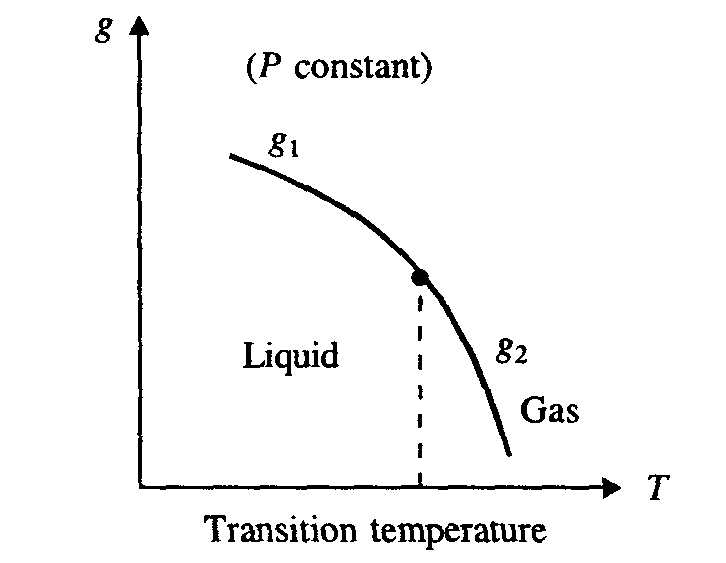 g
(P constant)
g1
Liquid
g2
Gas
T
Transition temperature